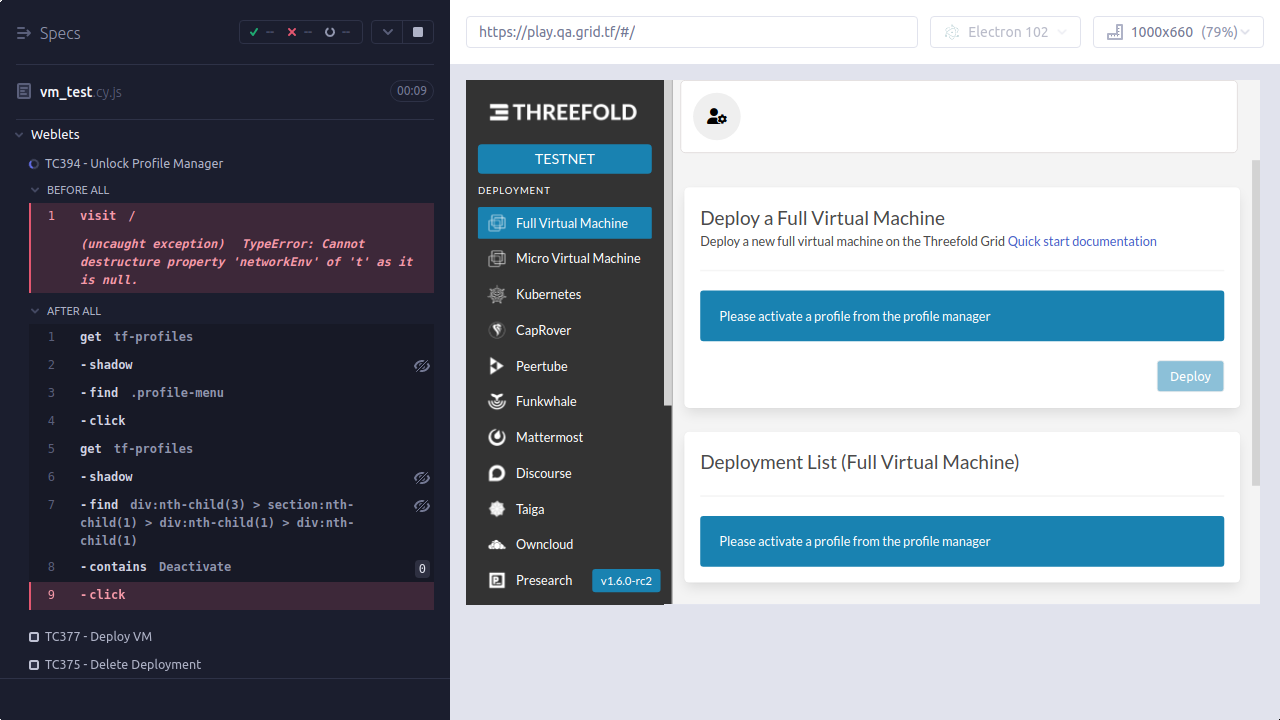 Specs
--
--
--
vm_test.cy.js
00:09
Weblets
TC394 - Unlock Profile Manager
BEFORE ALL
1 visit /
(uncaught exception) TypeError: Cannot
destructure property 'networkEnv' of 't' as it
is null.
AFTER ALL
1 get tf-profiles
2 -shadow
3 -find .profile-menu
4 -click
5 get tf-profiles
6 -shadow
7 -find div:nth-child(3) > section:nth-
child(1) > div:nth-child(1) > div:nth-
child(1)
8 -contains Deactivate 0
9 -click
TC377 - Deploy VM
TC375 - Delete Deployment
https://play.qa.grid.tf/#/
Electron 102
1000x660 (79%)
THREEFOLD
TESTNET
DEPLOYMENT
Full Virtual Machine
Micro Virtual Machine
Kubernetes
CapRover
Peertube
Funkwhale
Mattermost
Discourse
Taiga
Owncloud
Presearch
v1.6.0-rc2
Deploy a Full Virtual Machine
Deploy a new full virtual machine on the Threefold Grid Quick start documentation
Please activate a profile from the profile manager
Deploy
Deployment List (Full Virtual Machine)
Please activate a profile from the profile manager